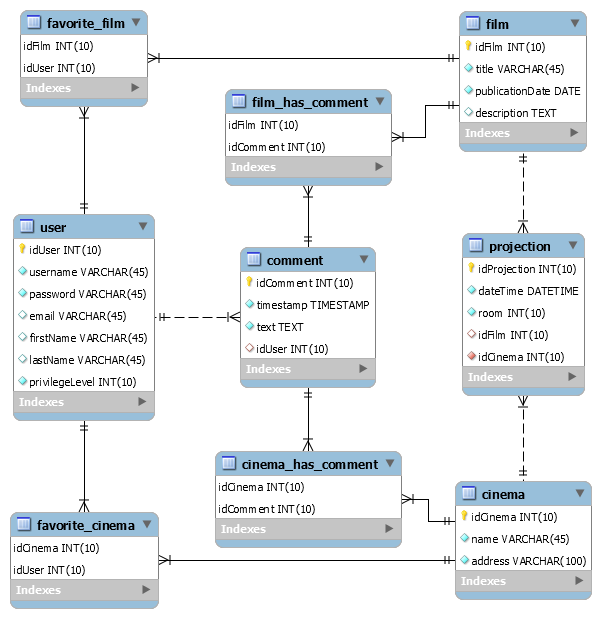 favorite_film
idFilm INT(10)
idUser INT(10)
Indexes
film
idFilm INT(10)
title VARCHAR(45)
publicationDate DATE
description TEXT
Indexes
film_has_comment
idFilm INT(10)
idComment INT(10)
Indexes
user
idUser INT(10)
username VARCHAR(45)
password VARCHAR(45)
email VARCHAR(45)
firstName VARCHAR(45)
lastName VARCHAR(45)
privilegeLevel INT(10)
Indexes
comment
idComment INT(10)
timestamp TIMESTAMP
text TEXT
idUser INT(10)
Indexes
projection
idProjection INT(10)
dateTime DATETIME
room INT(10)
idFilm INT(10)
idCinema INT(10)
Indexes
cinema_has_comment
idCinema INT(10)
idComment INT(10)
Indexes
cinema
idCinema INT(10)
name VARCHAR(45)
address VARCHAR(100)
Indexes
favorite_cinema
idCinema INT(10)
idUser INT(10)
Indexes